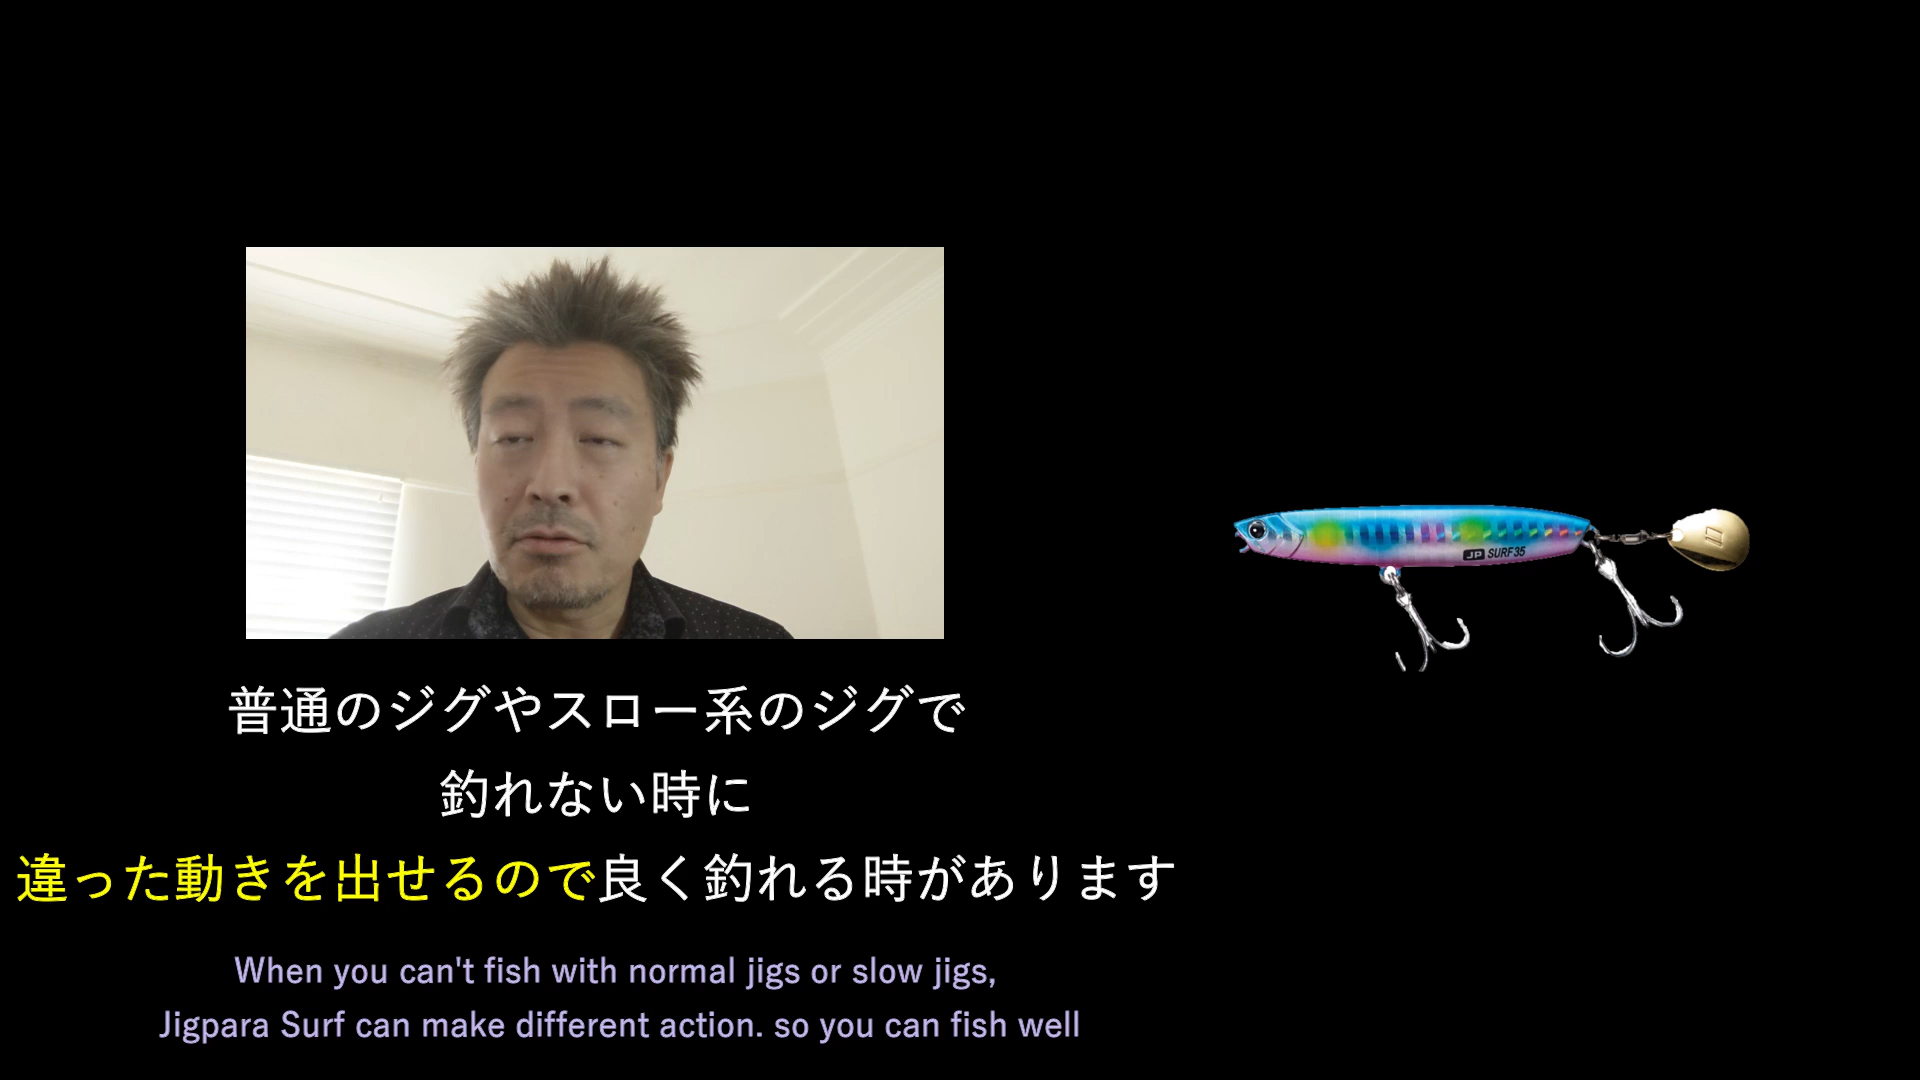 普通のジグやスロー系のジグで
釣れない時に
違った動きを出せるので良く釣れる時があります
When you can't fish with normal jigs or slow jigs,
Jigpara Surf can make different action. so you can fish well
JP SURF 35